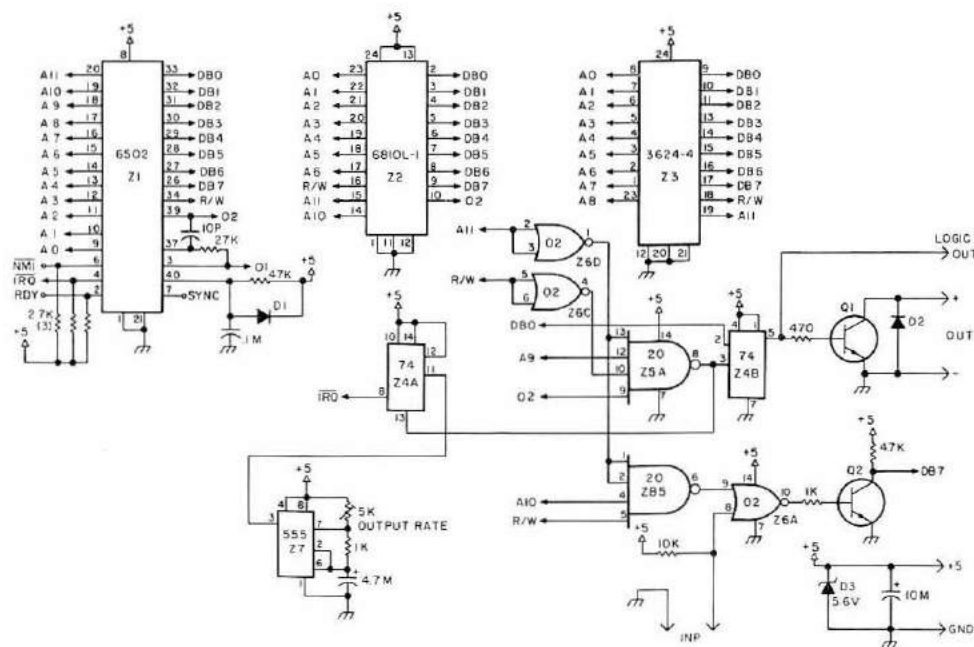 +5
8
A11 20 33 DB0
A10 19 32 DB1
A9 18 31 DB2
A8 17 30 DB3
A7 16 29 DB4
A6 15 28 DB5
A5 14 27 DB6
A4 13 26 DB7
A3 12 34 R/W
A2 11 39 O2
A1 10
A0 9 37
6502
Z1
10P
27K
NMI 6 3 O1
IRQ 4 40 47K +5
RDY 2 7 SYNC
2.7K
(3)
+5
1 21
.1M
D1
+5
24 13
A0 23 2 DB0
A1 22 3 DB1
A2 21 4 DB2
A3 20 5 DB3
A4 19 6 DB4
A5 18 7 DB5
A6 17 8 DB6
R/W 16 9 DB7
A11 15 10 O2
A10 14
6810L-1
Z2
1 11 12
+5
24
A0 8 9 DB0
A1 7 10 DB1
A2 6 11 DB2
A3 5 13 DB3
A4 4 14 DB4
A5 3 15 DB5
A6 2 16 DB6
A7 1 17 DB7
A8 23 18 R/W
19 A11
3624-4
Z3
12 20 21
A11 2 3 O2 1 Z6D
R/W 5 6 O2 4 Z6C
DB0
A9
O2
13 12 10 9
+5
14
20
Z5A
8
7
+5
4 1
2 3 5
74
Z4B
7
LOGIC
OUT
470
Q1
D2
+
OUT
-
+5
10 14
12
11
74
Z4A
IRQ 8
13
+5
4 8
3
7
2
6
1
555
Z7
5K
OUTPUT RATE
1K
+
4.7M
A10
R/W
1 2 4 5
20
ZB5
6
+5
14
9
8
O2
10
Z6A
7
1K
Q2
+5
47K
DB7
+5
10K
INP
+5 +5
D3
5.6V
+
10M
GND